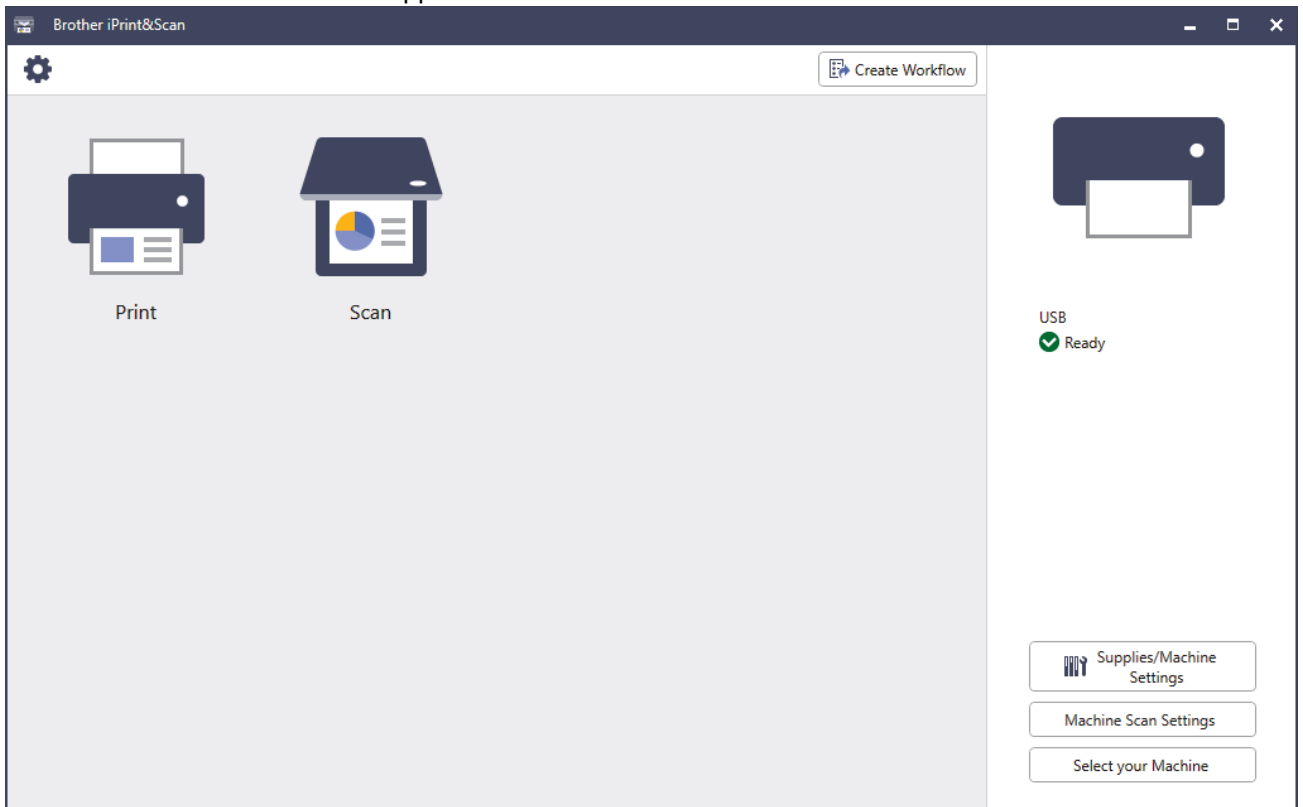 Brother iPrint&Scan
Create Workflow
Print
Scan
USB
Ready
Supplies/Machine
Settings
Machine Scan Settings
Select your Machine